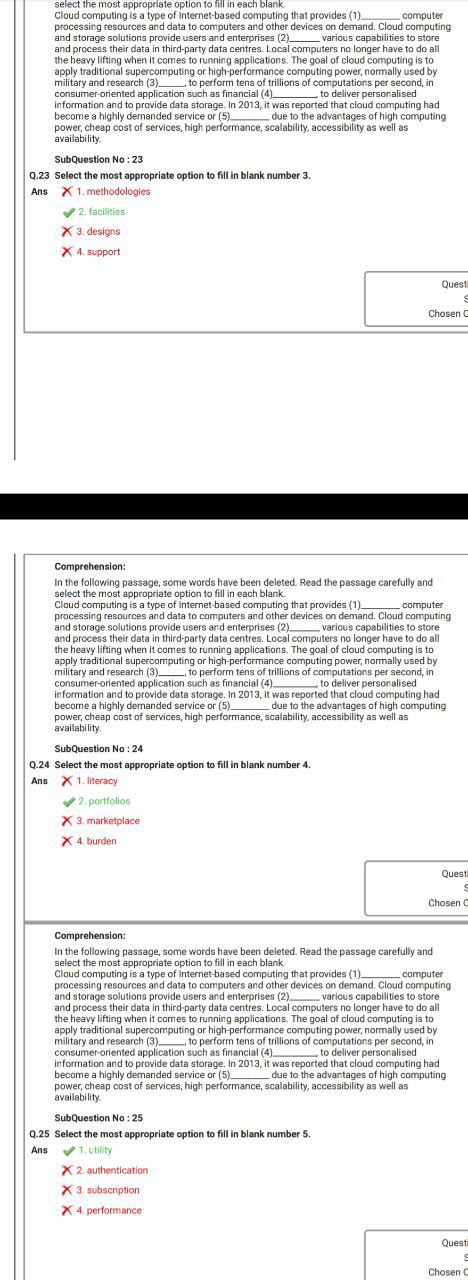 select the most appropriate option to fill in each blank.
Cloud computing is a type of Internet-based computing that provides (1)________ computer
processing resources and data to computers and other devices on demand. Cloud computing
and storage solutions provide users and enterprises (2)______ various capabilities to store
and process their data in third-party data centres. Local computers no longer have to do all
the heavy lifting when it comes to running applications. The goal of cloud computing is to
apply traditional supercomputing or high-performance computing power, normally used by
military and research (3)_____, to perform tens of trillions of computations per second, in
consumer-oriented application such as financial (4)_________, to deliver personalised
information and to provide data storage. In 2013, it was reported that cloud computing had
become a highly demanded service or (5)________ due to the advantages of high computing
power, cheap cost of services, high performance, scalability, accessibility as well as
availability.
SubQuestion No : 23
Q.23 Select the most appropriate option to fill in blank number 3.
Ans 1. methodologies
2. facilities
3. designs
4. support
Questi
S
Chosen O
Comprehension:
In the following passage, some words have been deleted. Read the passage carefully and
select the most appropriate option to fill in each blank.
Cloud computing is a type of Internet-based computing that provides (1)________ computer
processing resources and data to computers and other devices on demand. Cloud computing
and storage solutions provide users and enterprises (2)______ various capabilities to store
and process their data in third-party data centres. Local computers no longer have to do all
the heavy lifting when it comes to running applications. The goal of cloud computing is to
apply traditional supercomputing or high-performance computing power, normally used by
military and research (3)_____, to perform tens of trillions of computations per second, in
consumer-oriented application such as financial (4)_________, to deliver personalised
information and to provide data storage. In 2013, it was reported that cloud computing had
become a highly demanded service or (5)________ due to the advantages of high computing
power, cheap cost of services, high performance, scalability, accessibility as well as
availability.
SubQuestion No : 24
Q.24 Select the most appropriate option to fill in blank number 4.
Ans 1. literacy
2. portfolios
3. marketplace
4. burden
Questi
S
Chosen O
Comprehension:
In the following passage, some words have been deleted. Read the passage carefully and
select the most appropriate option to fill in each blank.
Cloud computing is a type of Internet-based computing that provides (1)________ computer
processing resources and data to computers and other devices on demand. Cloud computing
and storage solutions provide users and enterprises (2)______ various capabilities to store
and process their data in third-party data centres. Local computers no longer have to do all
the heavy lifting when it comes to running applications. The goal of cloud computing is to
apply traditional supercomputing or high-performance computing power, normally used by
military and research (3)_____, to perform tens of trillions of computations per second, in
consumer-oriented application such as financial (4)_________, to deliver personalised
information and to provide data storage. In 2013, it was reported that cloud computing had
become a highly demanded service or (5)________ due to the advantages of high computing
power, cheap cost of services, high performance, scalability, accessibility as well as
availability.
SubQuestion No : 25
Q.25 Select the most appropriate option to fill in blank number 5.
Ans 1. utility
2. authentication
3. subscription
4. performance
Questi
S
Chosen O